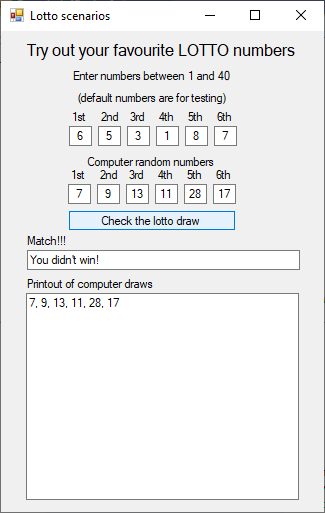 Lotto scenarios
Try out your favourite LOTTO numbers
Enter numbers between 1 and 40
(default numbers are for testing)
1st 2nd 3rd 4th 5th 6th
6 5 3 1 8 7
Computer random numbers
1st 2nd 3rd 4th 5th 6th
7 9 13 11 28 17
Check the lotto draw
Match!!!
You didn't win!
Printout of computer draws
7, 9, 13, 11, 28, 17